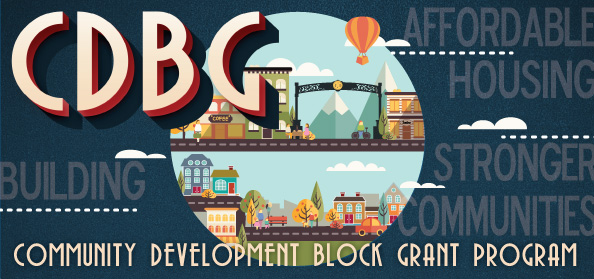 CDBG
AFFORDABLE
HOUSING
COFFEE
BUILDING
STRONGER
COMMUNITIES
COMMUNITY DEVELOPMENT BLOCK GRANT PROGRAM